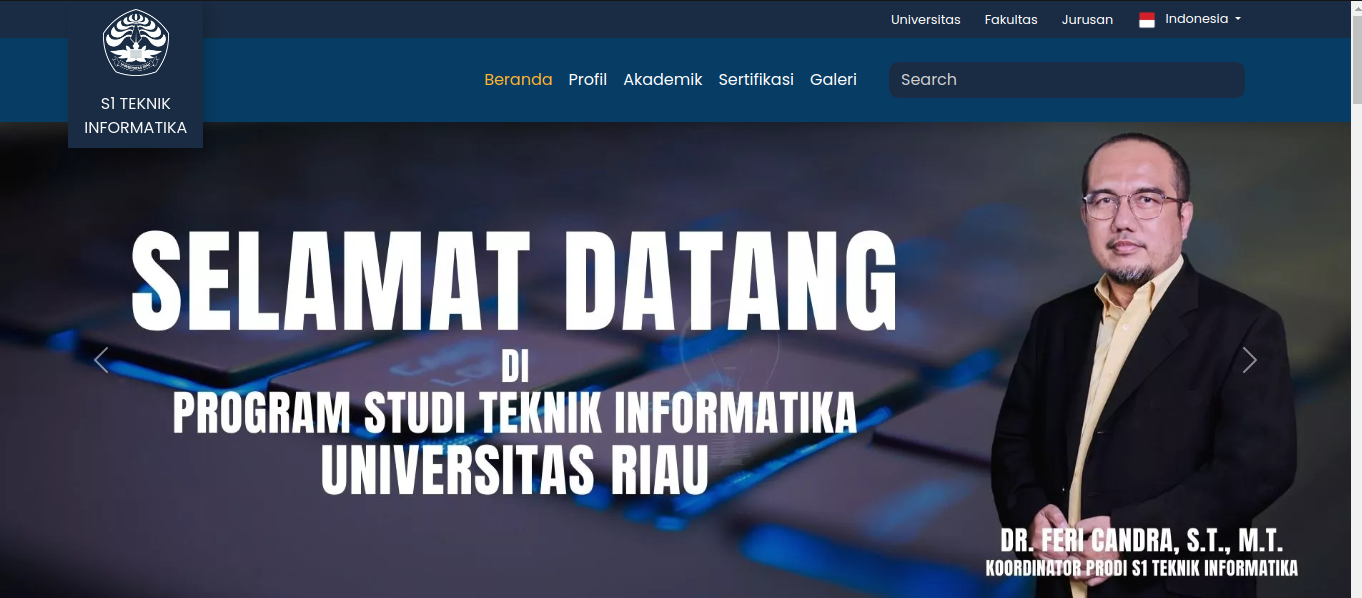 Universitas Fakultas Jurusan Indonesia
S1 TEKNIK
INFORMATIKA
Beranda Profil Akademik Sertifikasi Galeri Search
SELAMAT DATANG
DI
PROGRAM STUDI TEKNIK INFORMATIKA
UNIVERSITAS RIAU
DR. FERI CANDRA, S.T., M.T.
KOORDINATOR PRODI S1 TEKNIK INFORMATIKA